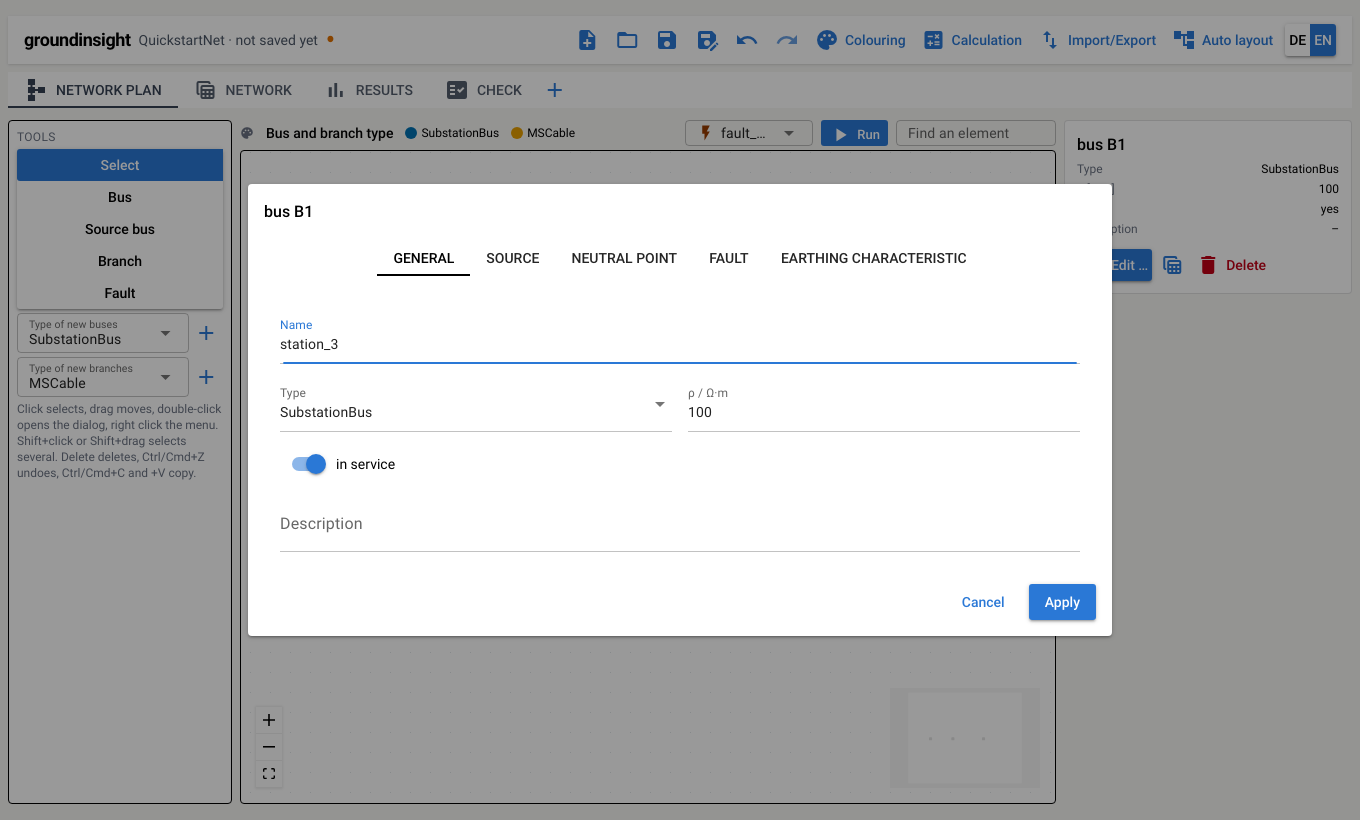 groundinsight QuickstartNet · not saved yet
Colouring Calculation Import/Export Auto layout DE EN
NETWORK PLAN NETWORK RESULTS CHECK
TOOLS
Select
Bus
Source bus
Branch
Fault
Type of new buses
SubstationBus
Type of new branches
MSCable
Click selects, drag moves, double-click
opens the dialog, right click the menu.
Shift+click or Shift+drag selects
several. Delete deletes, Ctrl/Cmd+Z
undoes, Ctrl/Cmd+C and +V copy.
Bus and branch type SubstationBus MSCable
fault_... Run Find an element
bus B1
GENERAL SOURCE NEUTRAL POINT FAULT EARTHING CHARACTERISTIC
Name
station_3
Type
SubstationBus
ρ / Ω·m
100
in service
Description
Cancel Apply
bus B1
Type SubstationBus
100
yes
ption –
Edit ... Delete